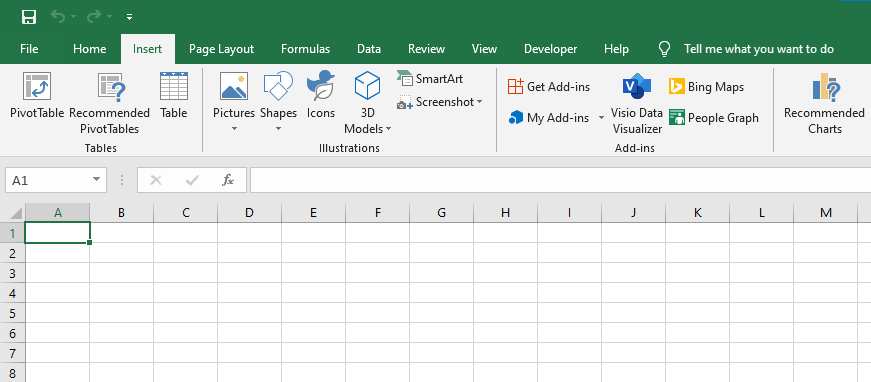 File Home Insert Page Layout Formulas Data Review View Developer Help Tell me what you want to do
PivotTable
Recommended
PivotTables
Table
Tables
Pictures
Shapes
Icons
3D
Models
SmartArt
Screenshot
Illustrations
Get Add-ins
My Add-ins
Visio Data
Visualizer
Bing Maps
People Graph
Add-ins
Recommended
Charts
A1 fx
A B C D E F G H I J K L M
1
2
3
4
5
6
7
8